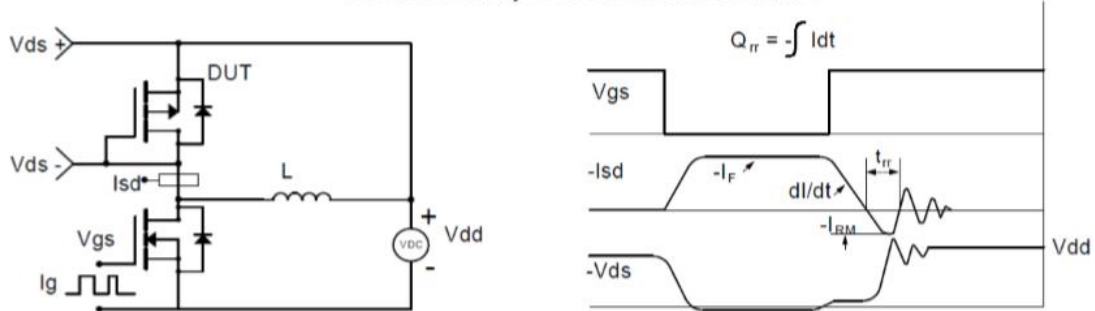 Vds +
DUT
Vds -
Isd
L
Vgs
Ig
VDC
+
Vdd
-
Qrr = -∫ Idt
Vgs
-Isd
-IF
dI/dt
trr
-IRM
-Vds
Vdd